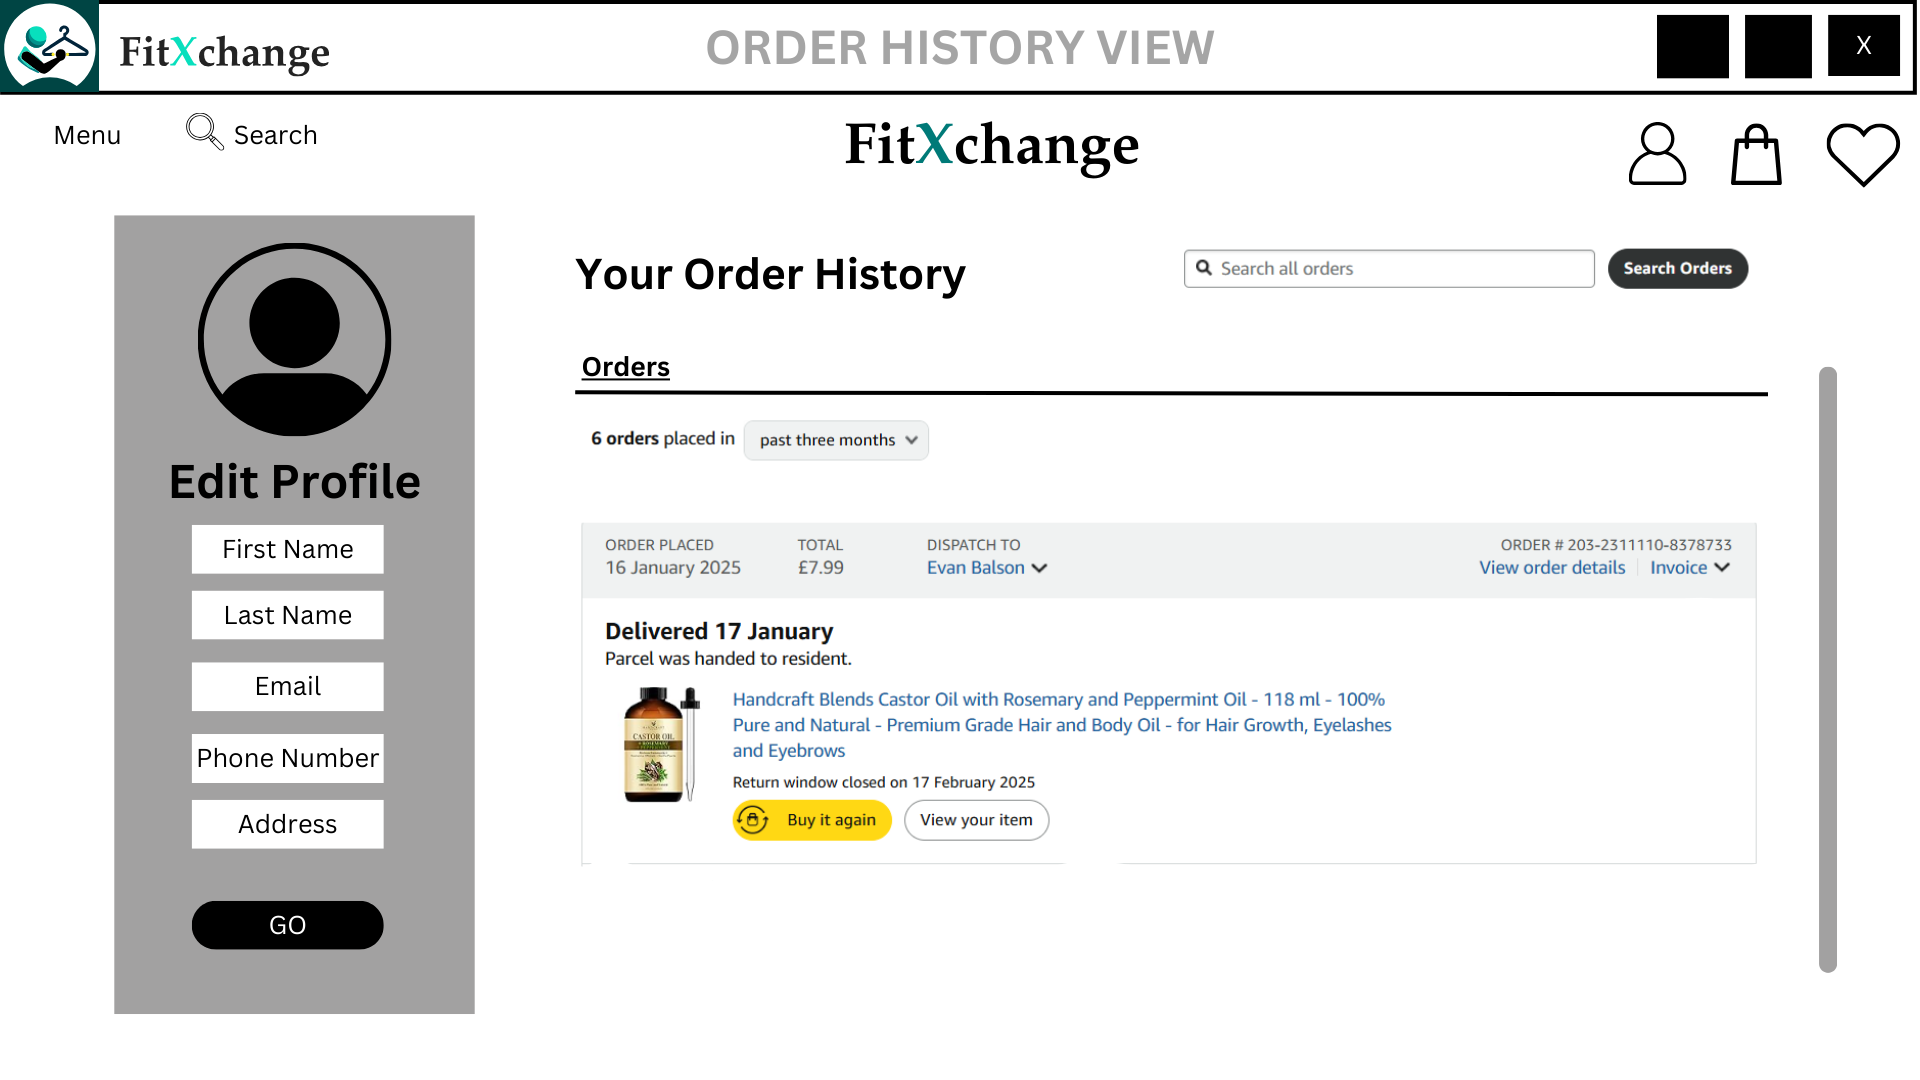 FitXchange
ORDER HISTORY VIEW
X
Menu
Search
FitXchange
Edit Profile
First Name
Last Name
Email
Phone Number
Address
GO
Your Order History
Search all orders
Search Orders
Orders
6 orders placed in past three months
ORDER PLACED
16 January 2025
TOTAL
£7.99
DISPATCH TO
Evan Balson
ORDER # 203-2311110-8378733
View order details
Invoice
Delivered 17 January
Parcel was handed to resident.
CASTOR OIL
Handcraft Blends Castor Oil with Rosemary and Peppermint Oil - 118 ml - 100%
Pure and Natural - Premium Grade Hair and Body Oil - for Hair Growth, Eyelashes
and Eyebrows
Return window closed on 17 February 2025
Buy it again
View your item